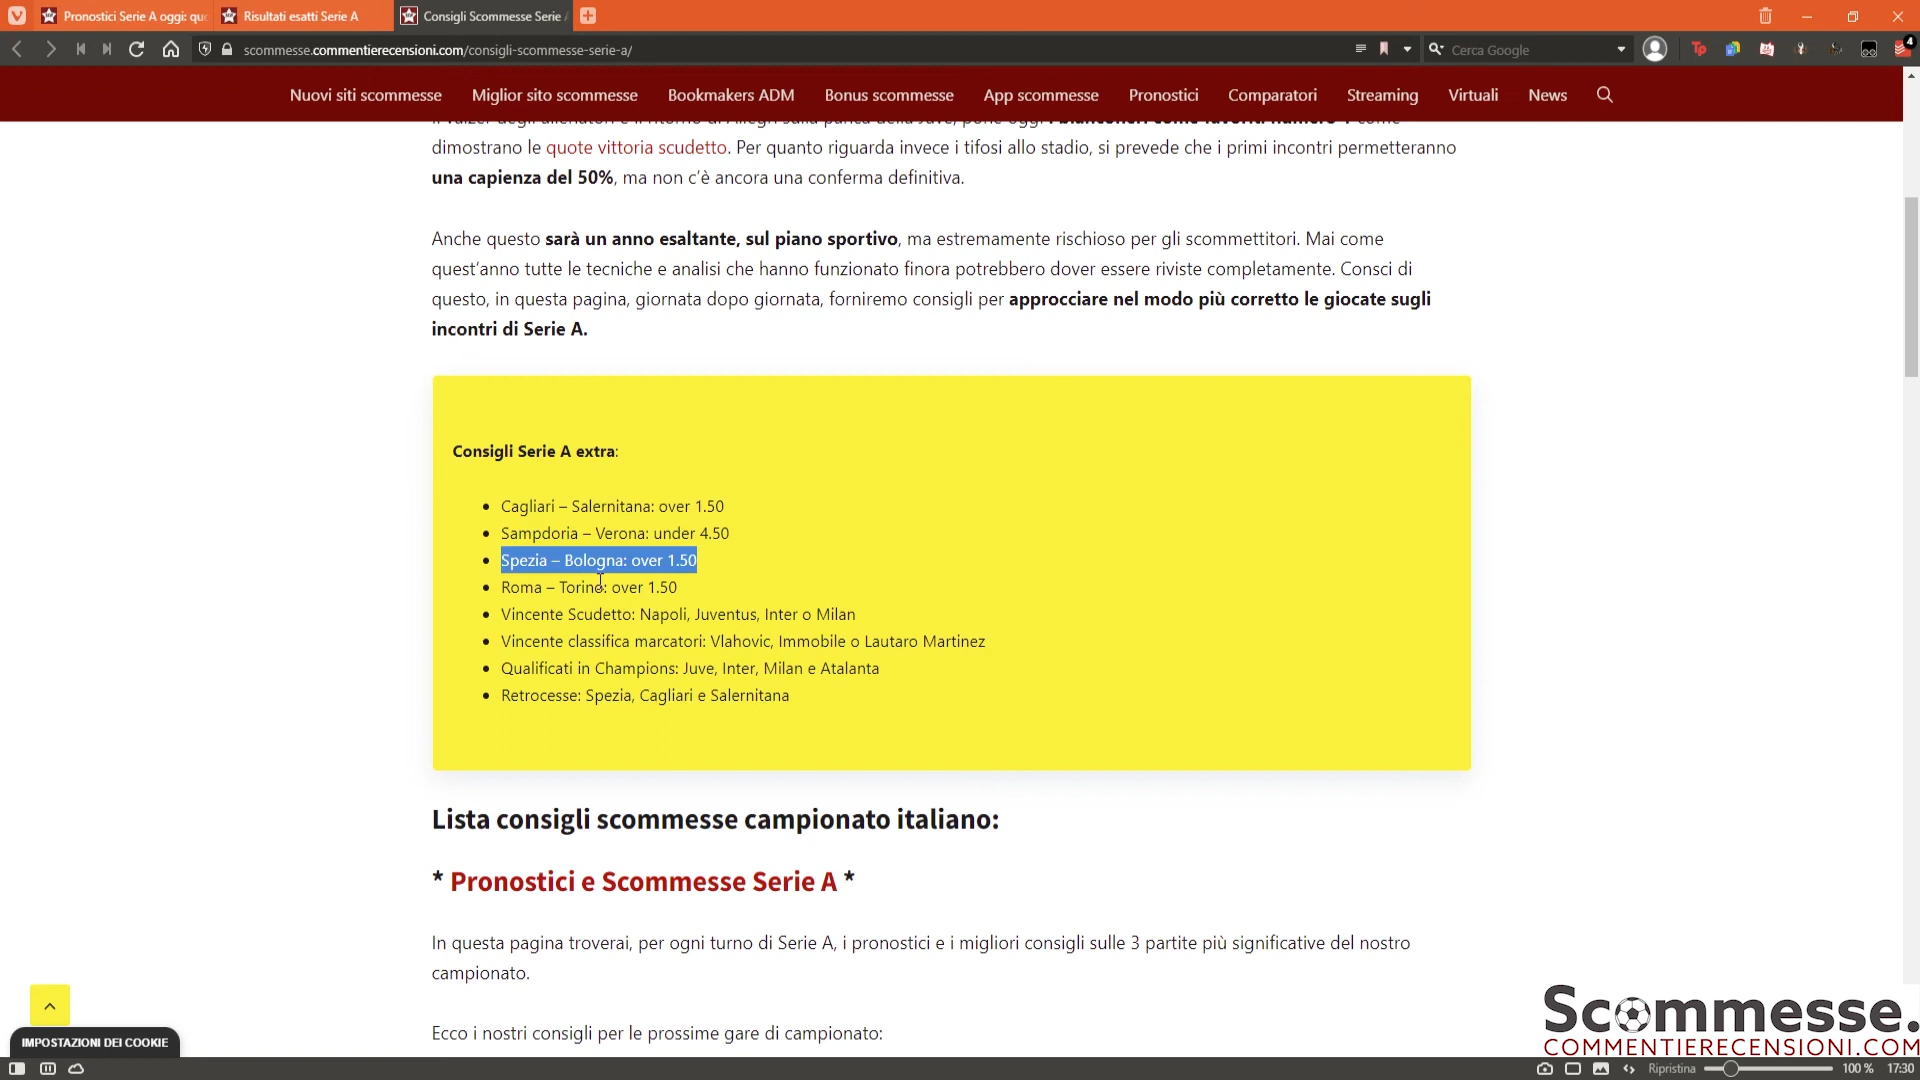 Pronostici Serie A oggi: quo
Risultati esatti Serie A
Consigli Scommesse Serie A
scommesse.commentierecensioni.com/consigli-scommesse-serie-a/
Cerca Google
4
Nuovi siti scommesse
Miglior sito scommesse
Bookmakers ADM
Bonus scommesse
App scommesse
Pronostici
Comparatori
Streaming
Virtuali
News
dimostrano le quote vittoria scudetto. Per quanto riguarda invece i tifosi allo stadio, si prevede che i primi incontri permetteranno
una capienza del 50%, ma non c’è ancora una conferma definitiva.
Anche questo sarà un anno esaltante, sul piano sportivo, ma estremamente rischioso per gli scommettitori. Mai come
quest’anno tutte le tecniche e analisi che hanno funzionato finora potrebbero dover essere riviste completamente. Consci di
questo, in questa pagina, giornata dopo giornata, forniremo consigli per approcciare nel modo più corretto le giocate sugli
incontri di Serie A.
Consigli Serie A extra:
• Cagliari – Salernitana: over 1.50
• Sampdoria – Verona: under 4.50
• Spezia – Bologna: over 1.50
• Roma – Torino: over 1.50
• Vincente Scudetto: Napoli, Juventus, Inter o Milan
• Vincente classifica marcatori: Vlahovic, Immobile o Lautaro Martinez
• Qualificati in Champions: Juve, Inter, Milan e Atalanta
• Retrocesse: Spezia, Cagliari e Salernitana
Lista consigli scommesse campionato italiano:
* Pronostici e Scommesse Serie A *
In questa pagina troverai, per ogni turno di Serie A, i pronostici e i migliori consigli sulle 3 partite più significative del nostro
campionato.
Ecco i nostri consigli per le prossime gare di campionato:
IMPOSTAZIONI DEI COOKIE
Scommesse.
COMMENTIERECENSIONI.COM
Ripristina
100 %
17:30